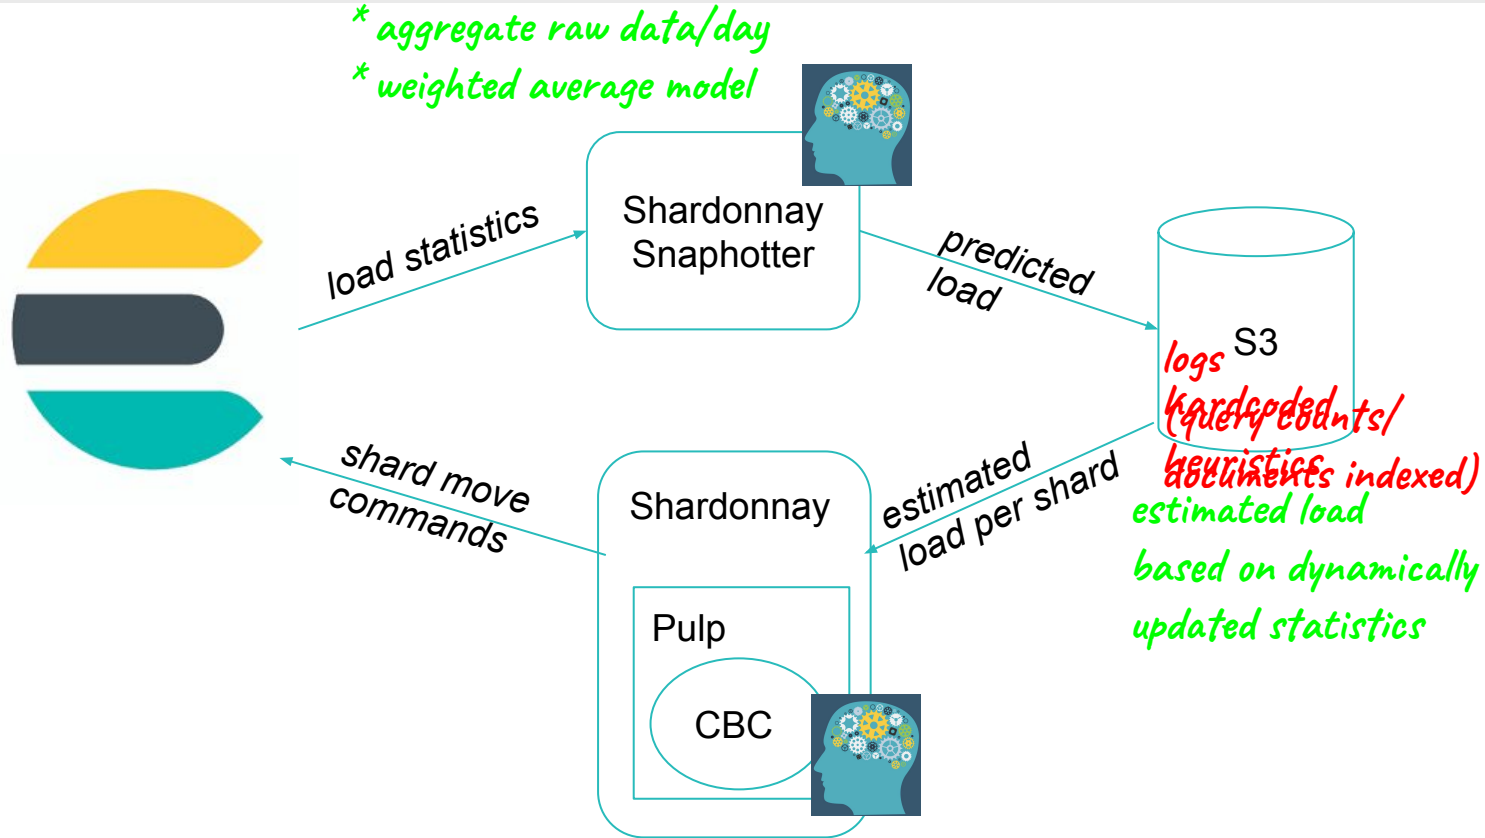 * aggregate raw data/day
* weighted average model
Shardonnay
Snaphotter
load statistics
predicted
load
S3
logs
hardcoded
(query counts/
heuristics
documents indexed)
estimated load
based on dynamically
updated statistics
estimated
load per shard
shard move
commands
Shardonnay
Pulp
CBC